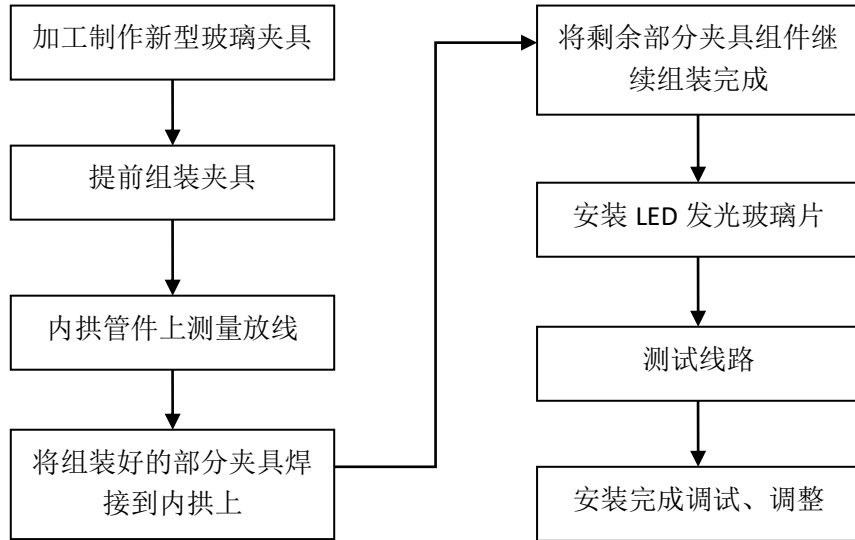 加工制作新型玻璃夹具
提前组装夹具
内拱管件上测量放线
将组装好的部分夹具焊
接到内拱上
将剩余部分夹具组件继
续组装完成
安装 LED 发光玻璃片
测试线路
安装完成调试、调整